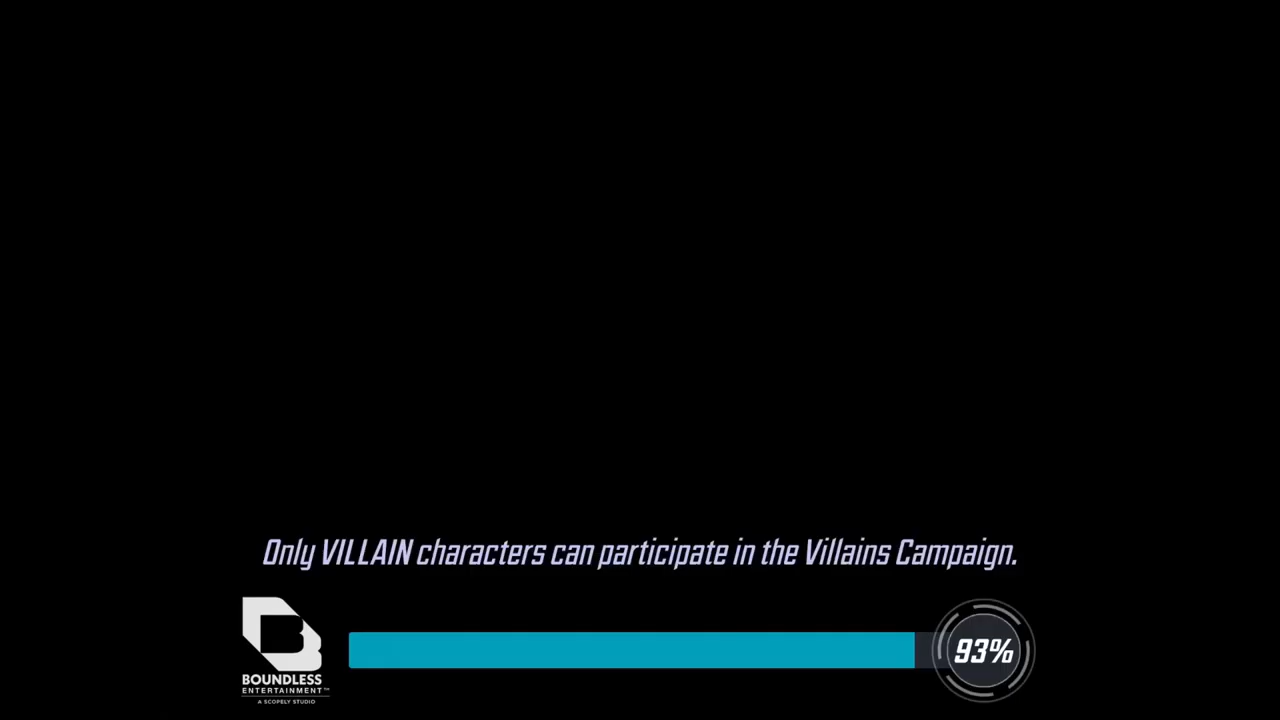 Only VILLAIN characters can participate in the Villains Campaign.
93%
B
BOUNDLESS
ENTERTAINMENT™
A SCOPELY STUDIO